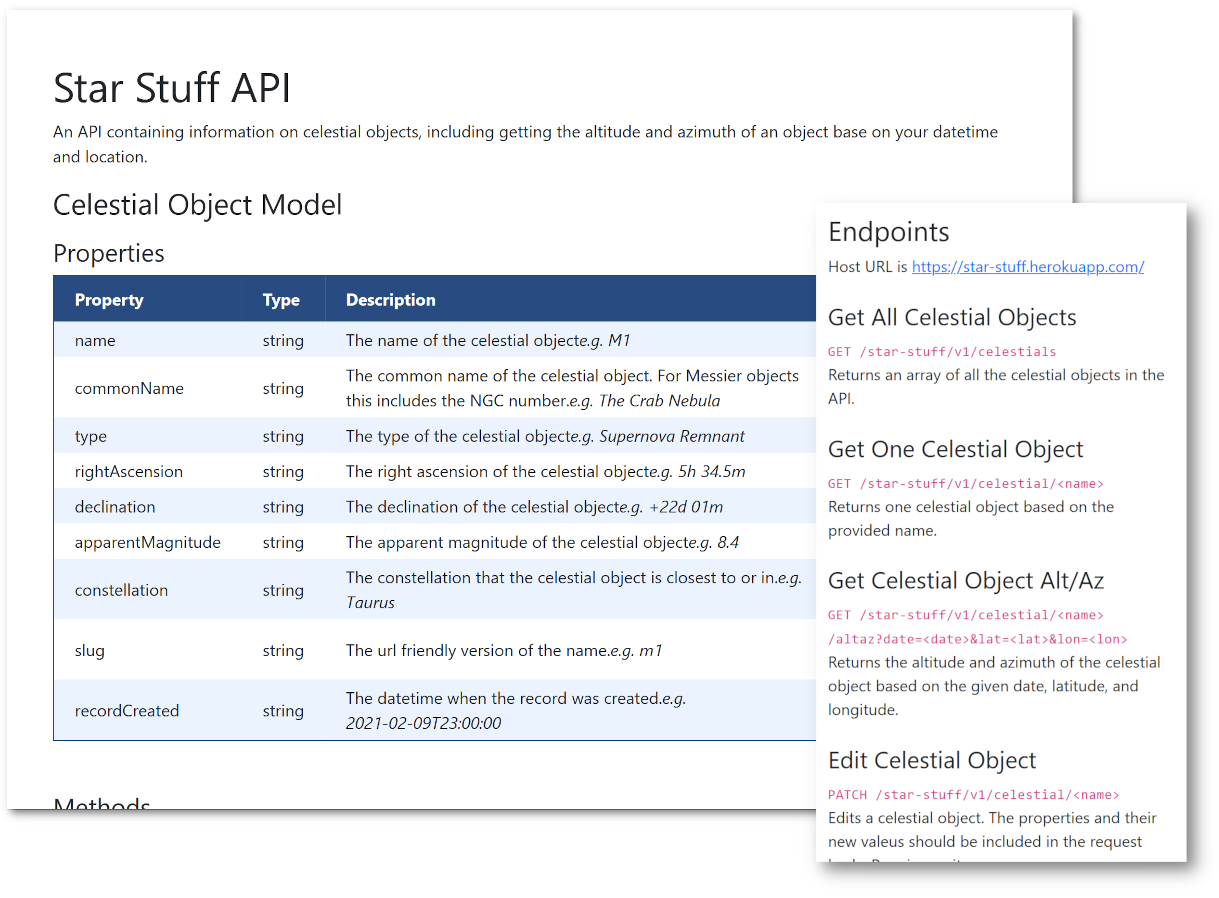 Star Stuff API
An API containing information on celestial objects, including getting the altitude and azimuth of an object base on your datetime
and location.
Celestial Object Model
Properties
Property Type Description
name string The name of the celestial objecte.g. M1
commonName string The common name of the celestial object. For Messier objects
this includes the NGC number.e.g. The Crab Nebula
type string The type of the celestial objecte.g. Supernova Remnant
rightAscension string The right ascension of the celestial objecte.g. 5h 34.5m
declination string The declination of the celestial objecte.g. +22d 01m
apparentMagnitude string The apparent magnitude of the celestial objecte.g. 8.4
constellation string The constellation that the celestial object is closest to or in.e.g.
Taurus
slug string The url friendly version of the name.e.g. m1
recordCreated string The datetime when the record was created.e.g.
2021-02-09T23:00:00
Methods
Endpoints
Host URL is https://star-stuff.herokuapp.com/
Get All Celestial Objects
GET /star-stuff/v1/celestials
Returns an array of all the celestial objects in the
API.
Get One Celestial Object
GET /star-stuff/v1/celestial/<name>
Returns one celestial object based on the
provided name.
Get Celestial Object Alt/Az
GET /star-stuff/v1/celestial/<name>
/altaz?date=<date>&lat=<lat>&lon=<lon>
Returns the altitude and azimuth of the celestial
object based on the given date, latitude, and
longitude.
Edit Celestial Object
PATCH /star-stuff/v1/celestial/<name>
Edits a celestial object. The properties and their
new valeus should be included in the request